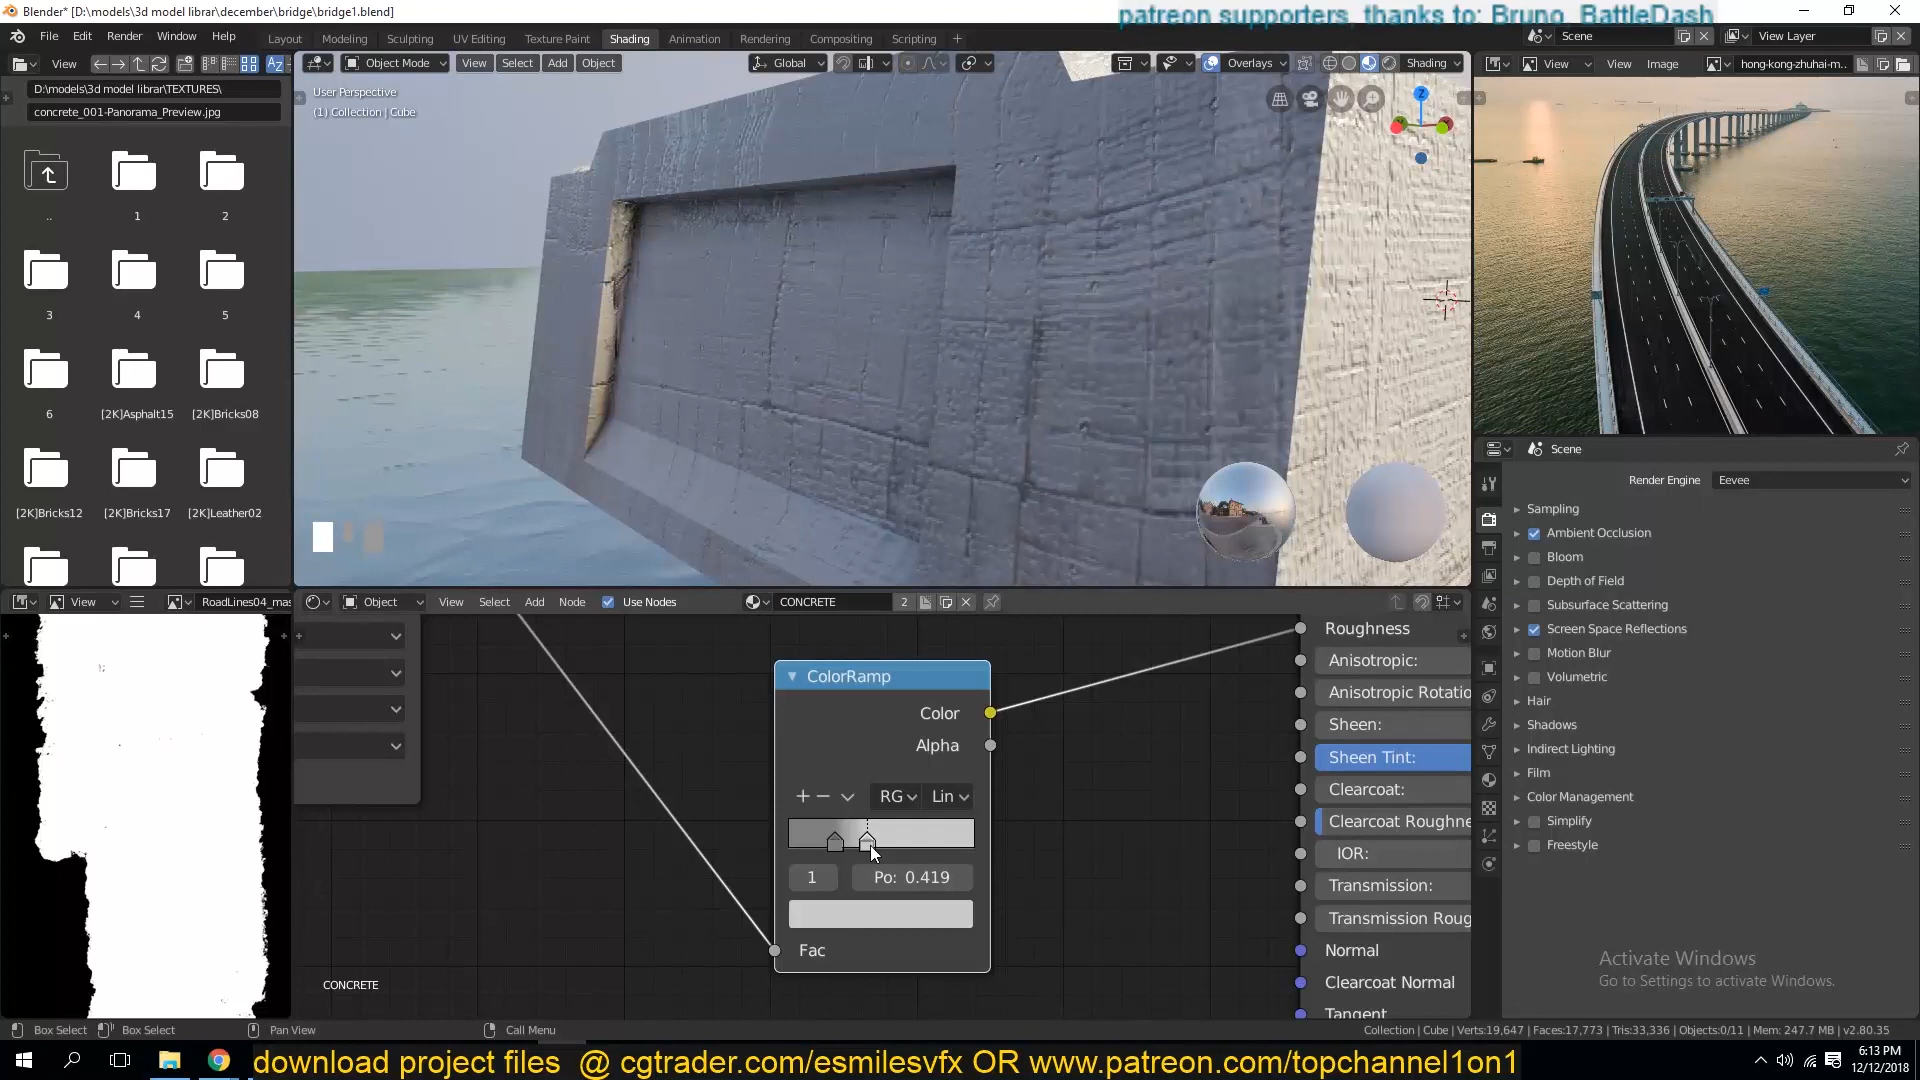 Blender* [D:\models\3d model librar\december\bridge\bridge1.blend]
patreon supporters, thanks to: Bruno, BattleDash
File Edit Render Window Help
Layout Modeling Sculpting UV Editing Texture Paint Shading Animation Rendering Compositing Scripting
Scene
View Layer
View
Object Mode View Select Add Object
Global
Overlays
Shading
View View Image hong-kong-zhuhai-m..
D:\models\3d model librar\TEXTURES\
concrete_001-Panorama_Preview.jpg
User Perspective
(1) Collection | Cube
Z
.. 1 2
3 4 5
6 [2K]Asphalt15 [2K]Bricks08
[2K]Bricks12 [2K]Bricks17 [2K]Leather02
Scene
Render Engine Eevee
Sampling
Ambient Occlusion
Bloom
Depth of Field
Subsurface Scattering
Screen Space Reflections
Motion Blur
Volumetric
Hair
Shadows
Indirect Lighting
Film
Color Management
Simplify
Freestyle
View RoadLines04_mas
Object View Select Add Node Use Nodes CONCRETE 2
ColorRamp
Color
Alpha
RG Lin
1 Po: 0.419
Fac
CONCRETE
Roughness
Anisotropic:
Anisotropic Rotatio
Sheen:
Sheen Tint:
Clearcoat:
Clearcoat Roughne
IOR:
Transmission:
Transmission Roug
Normal
Clearcoat Normal
Tangent
Activate Windows
Go to Settings to activate Windows.
Box Select Box Select Pan View Call Menu
Collection | Cube | Verts:19,647 | Faces:17,773 | Tris:33,336 | Objects:0/11 | Mem: 247.7 MB | v2.80.35
download project files @ cgtrader.com/esmilesvfx OR www.patreon.com/topchannel1on1
6:13 PM
12/12/2018